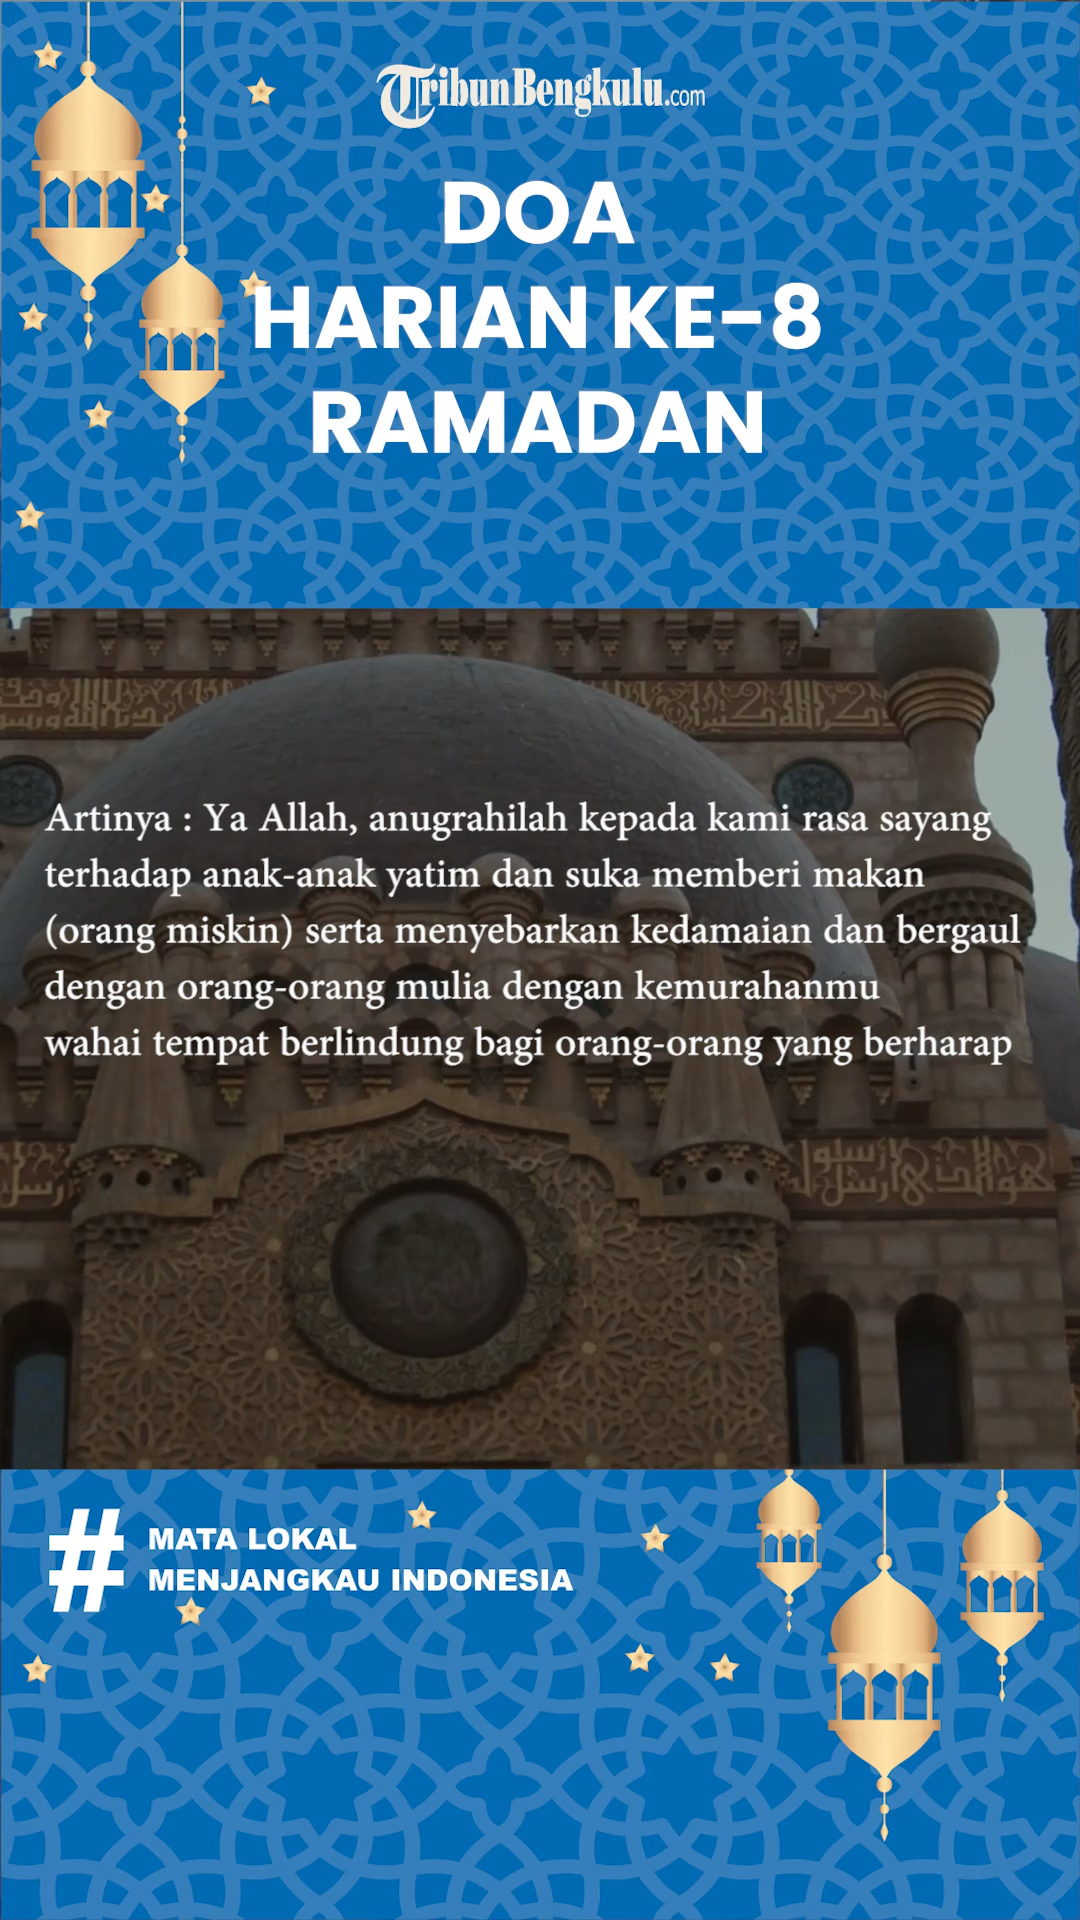 TribunBengkulu.com
DOA
HARIAN KE-8
RAMADAN
Artinya : Ya Allah, anugrahilah kepada kami rasa sayang
terhadap anak-anak yatim dan suka memberi makan
(orang miskin) serta menyebarkan kedamaian dan bergaul
dengan orang-orang mulia dengan kemurahanmu
wahai tempat berlindung bagi orang-orang yang berharap
# MATA LOKAL
MENJANGKAU INDONESIA